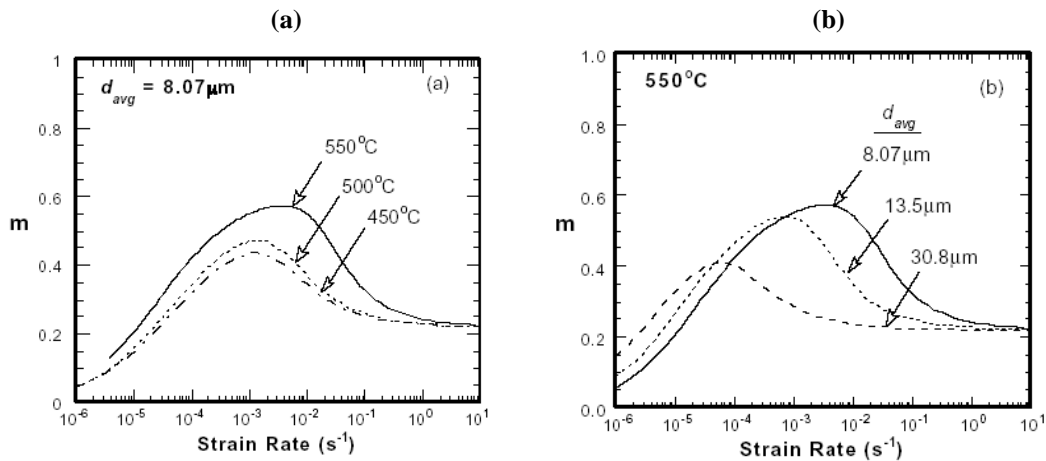 (a)
(b)
d_avg = 8.07µm
(a)
550°C
500°C
450°C
m
1
0.8
0.6
0.4
0.2
0
10⁻⁶ 10⁻⁵ 10⁻⁴ 10⁻³ 10⁻² 10⁻¹ 10⁰ 10¹
Strain Rate (s⁻¹)
550°C
(b)
d_avg
8.07µm
13.5µm
30.8µm
m
1.0
0.8
0.6
0.4
0.2
0.0
10⁻⁶ 10⁻⁵ 10⁻⁴ 10⁻³ 10⁻² 10⁻¹ 10⁰ 10¹
Strain Rate (s⁻¹)